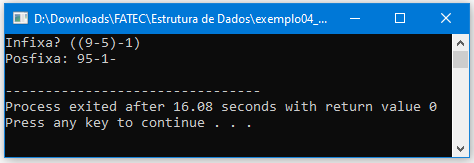 D:\Downloads\FATEC\Estrutura de Dados\exemplo04_...
Infixa? ((9-5)-1)
Posfixa: 95-1-
--------------------------------
Process exited after 16.08 seconds with return value 0
Press any key to continue . . .